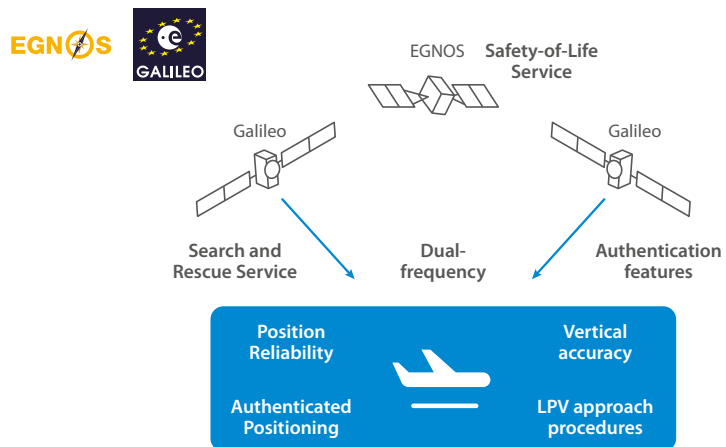 EGNOS
GALILEO
EGNOS Safety-of-Life
Service
Galileo
Galileo
Search and
Rescue Service
Dual-
frequency
Authentication
features
Position
Reliability
Vertical
accuracy
Authenticated
Positioning
LPV approach
procedures